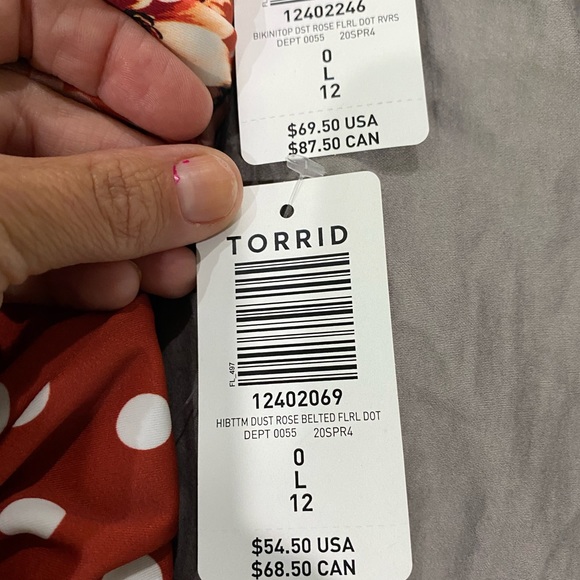 12402246
BIKINITOP DST ROSE FLRL DOT RVRS
DEPT 0055 20SPR4
0
L
12
$69.50 USA
$87.50 CAN
TORRID
FL_497
12402069
HIBTTM DUST ROSE BELTED FLRL DOT
DEPT 0055 20SPR4
0
L
12
$54.50 USA
$68.50 CAN